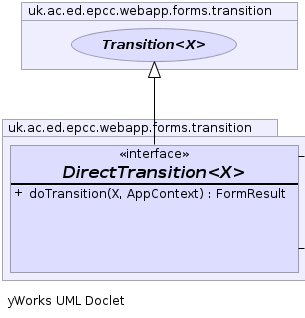 uk.ac.ed.epcc.webapp.forms.transition
Transition<X>
uk.ac.ed.epcc.webapp.forms.transition
«interface»
DirectTransition<X>
+ doTransition(X, AppContext) : FormResult
yWorks UML Doclet